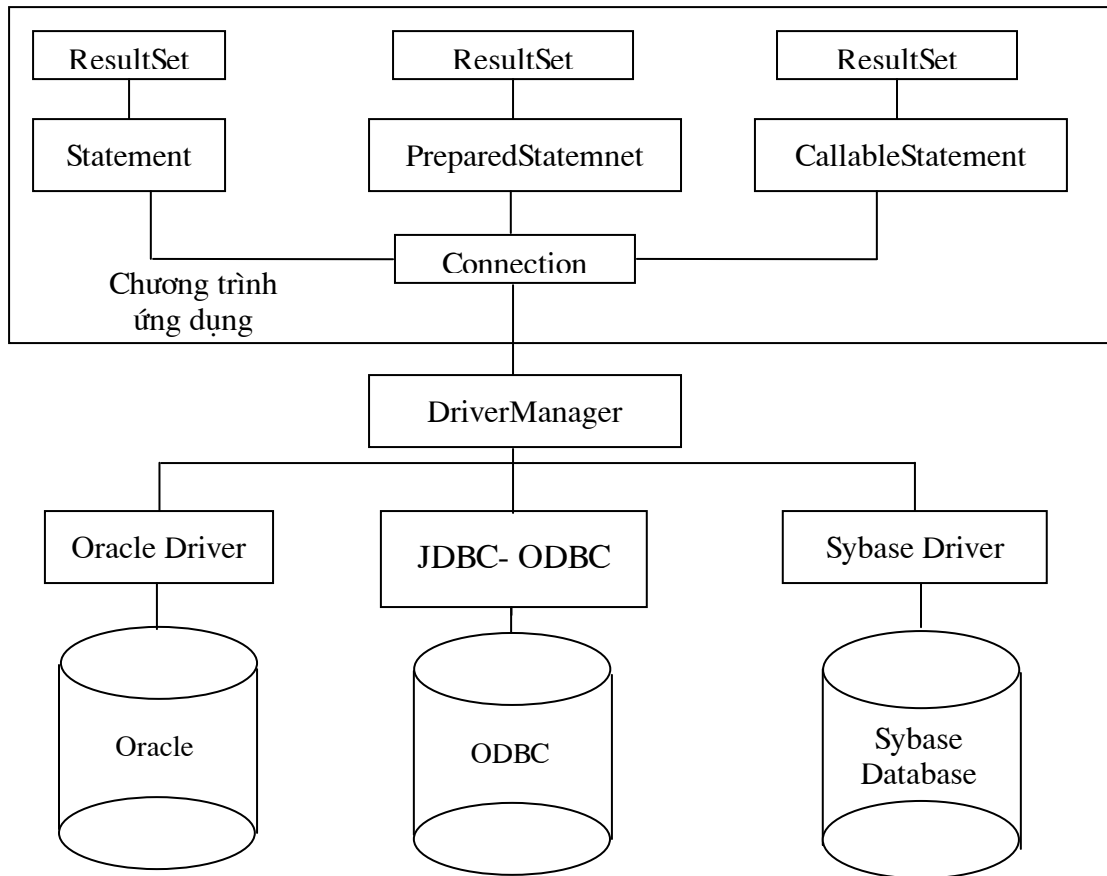 ResultSet
ResultSet
ResultSet
Statement
PreparedStatemnet
CallableStatement
Connection
Chương trình
ứng dụng
DriverManager
Oracle Driver
JDBC- ODBC
Sybase Driver
Oracle
ODBC
Sybase
Database